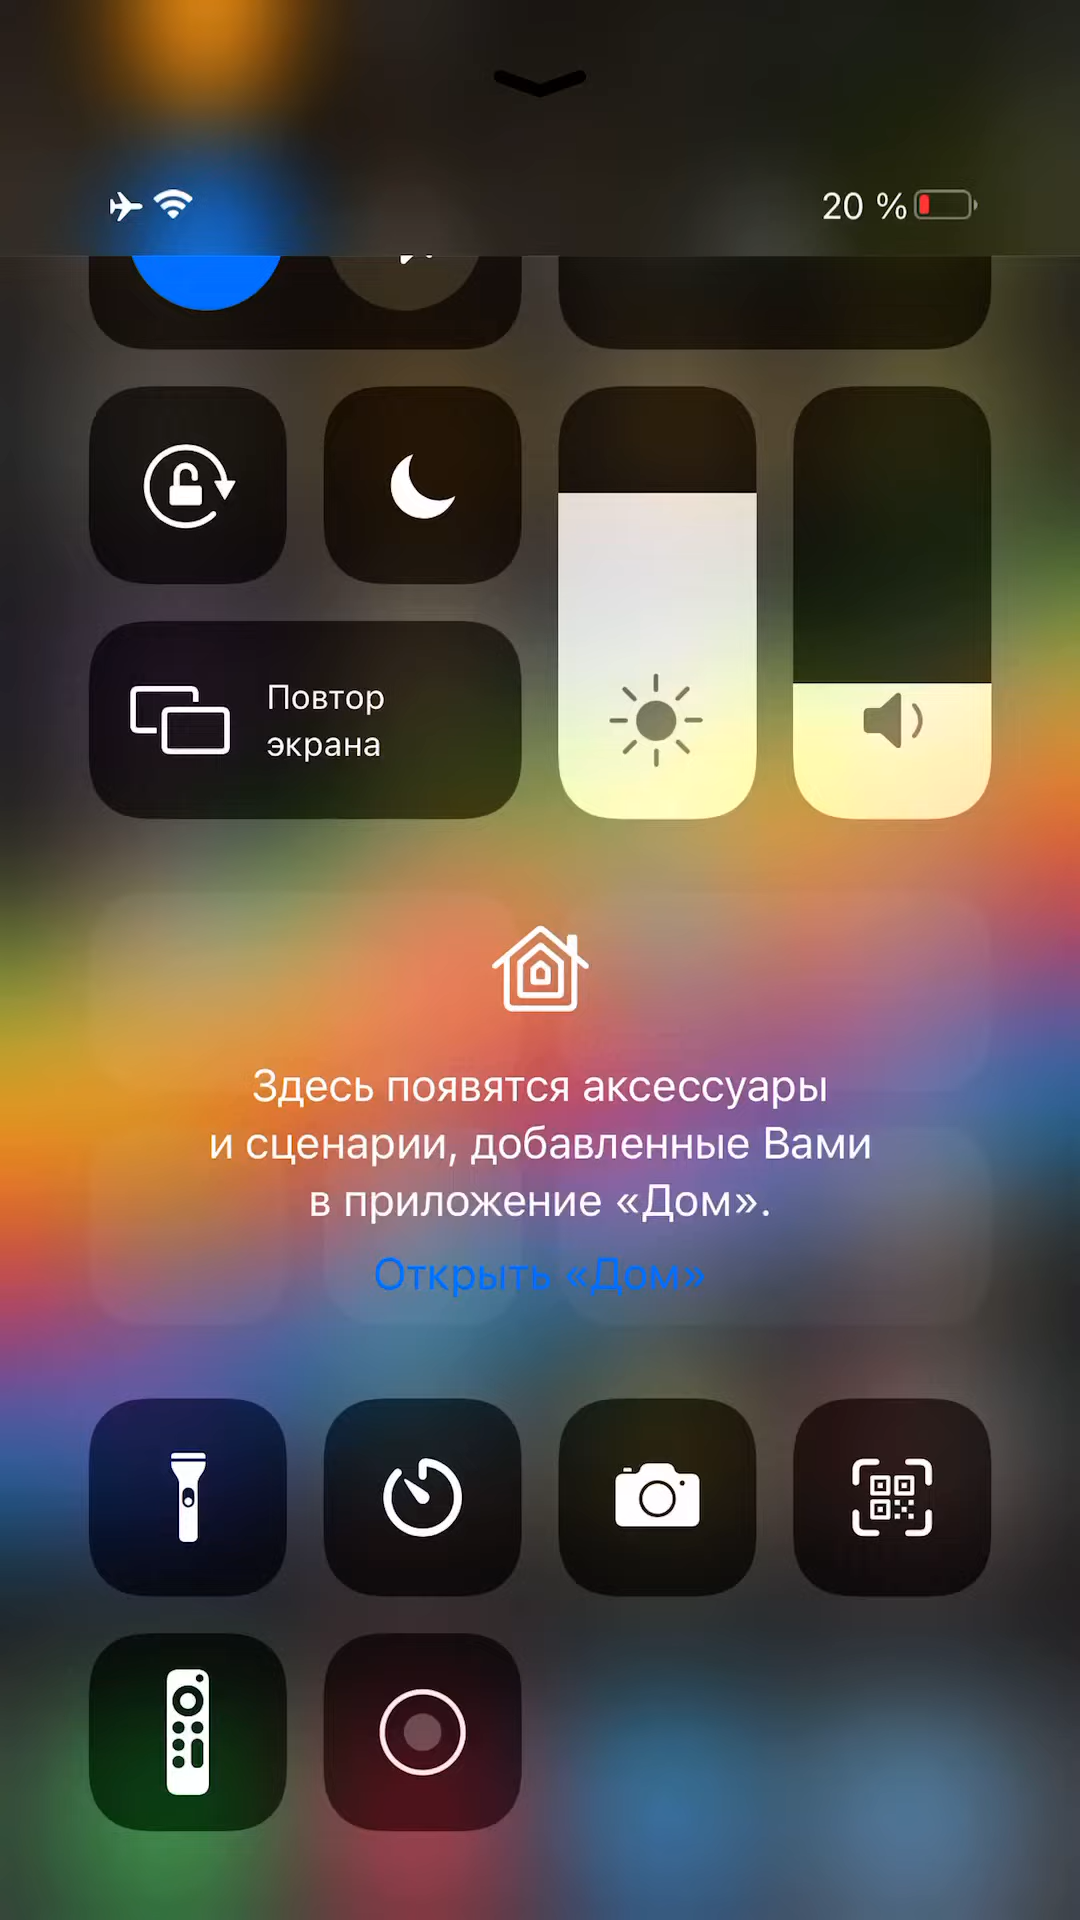 20 %
Повтор
экрана
Здесь появятся аксессуары
и сценарии, добавленные Вами
в приложение «Дом».
Открыть «Дом»